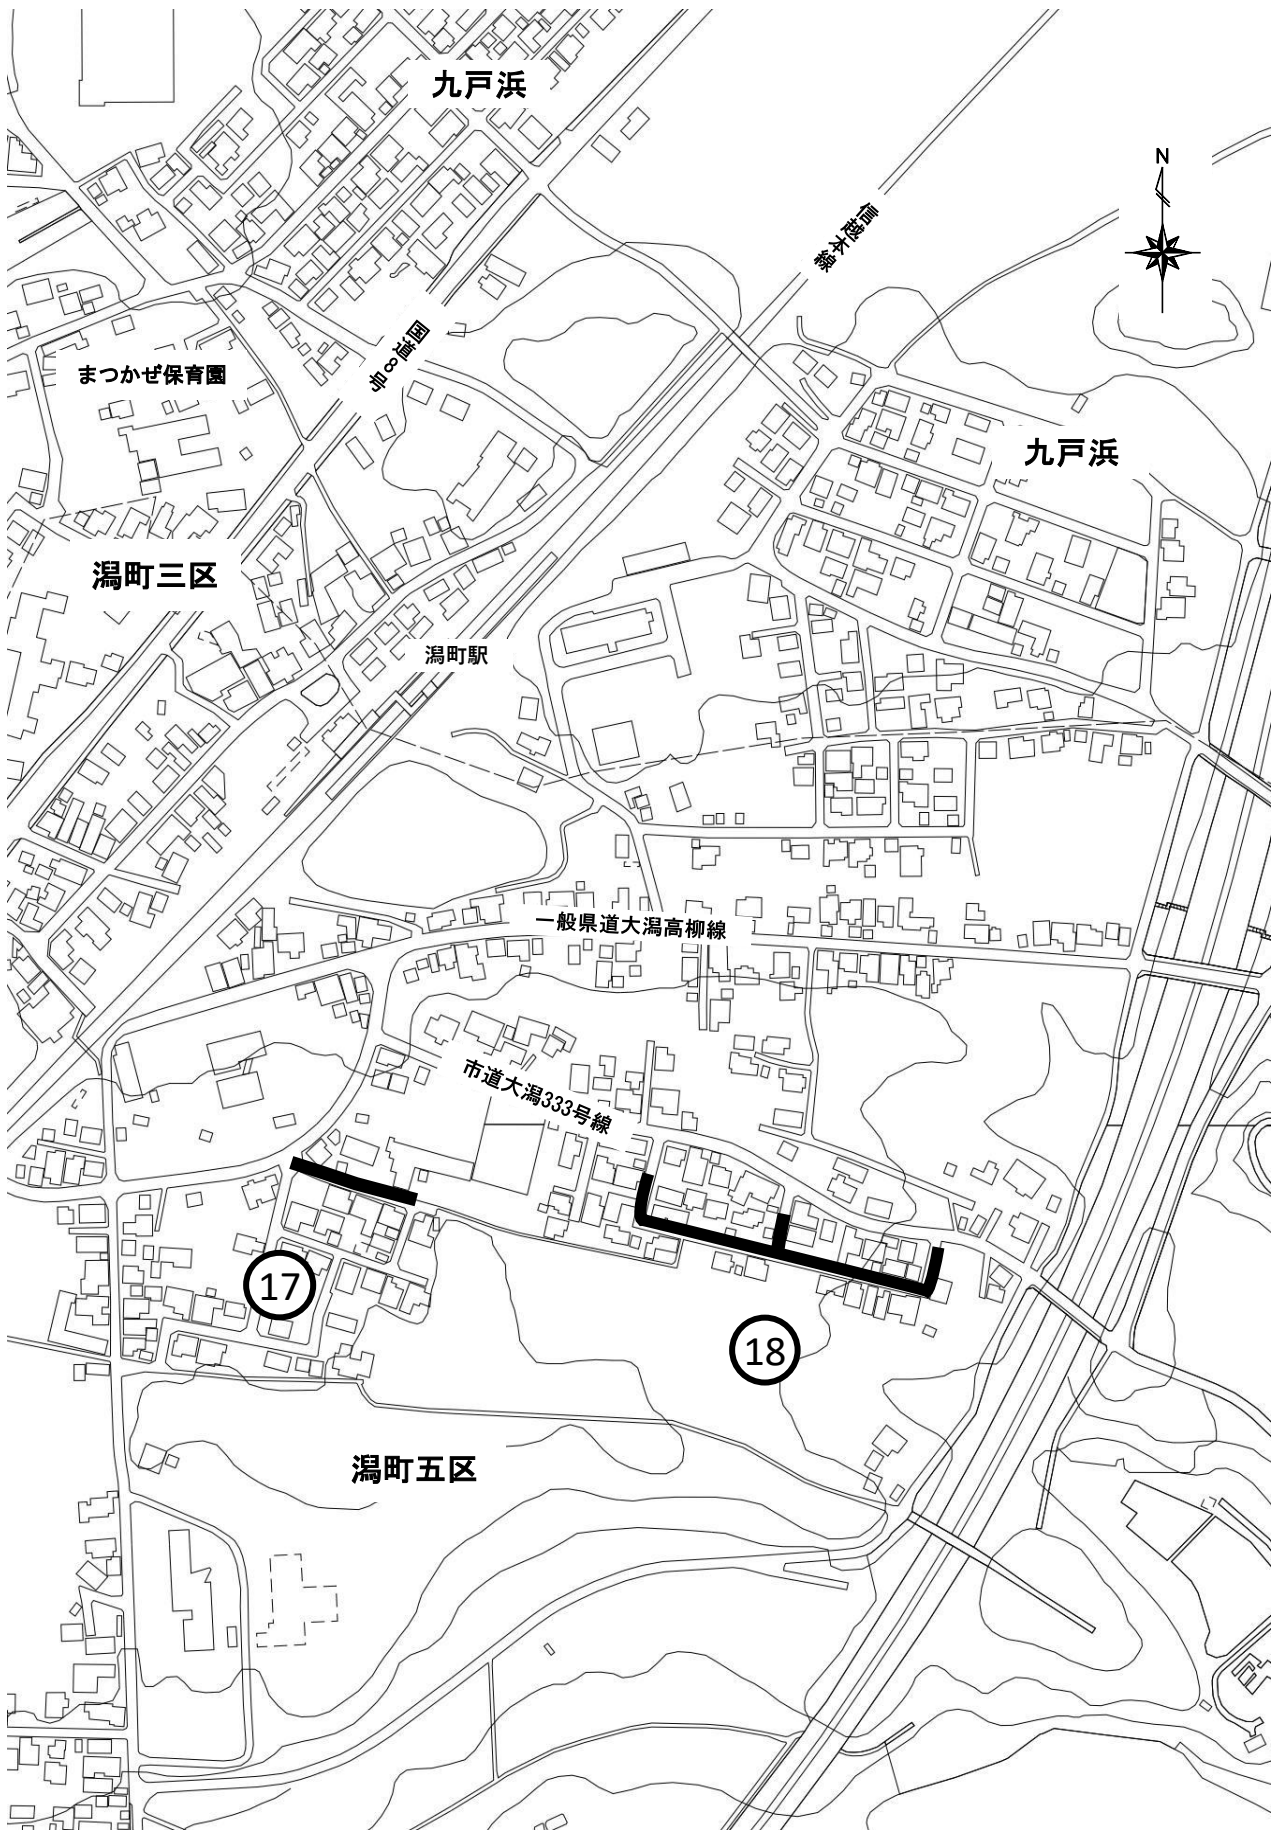 九戸浜
N
信越本線
国道8号
まつかぜ保育園
九戸浜
潟町三区
潟町駅
一般県道大潟高柳線
市道大潟333号線
17
18
潟町五区